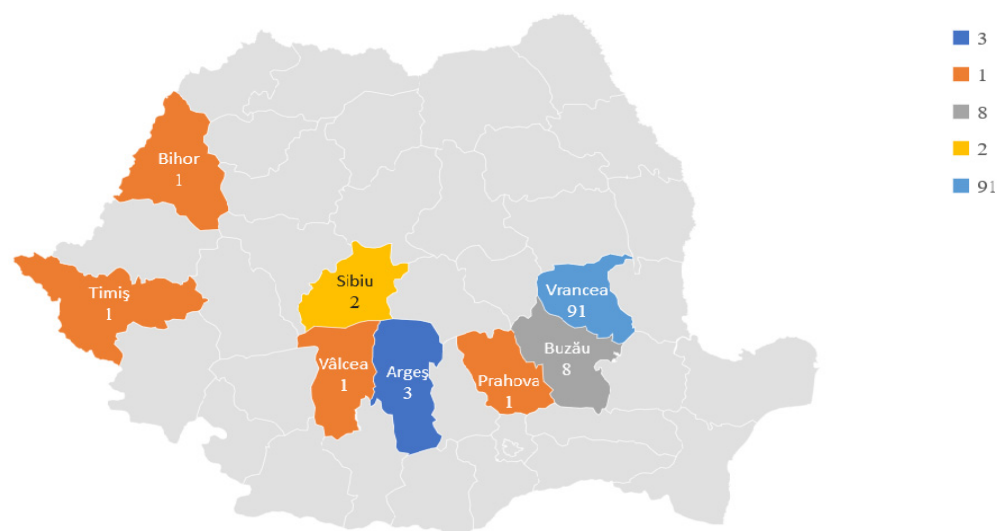 3
1
8
2
91
Bihor
1
Timiş
1
Sibiu
2
Vâlcea
1
Argeş
3
Prahova
1
Buzău
8
Vrancea
91